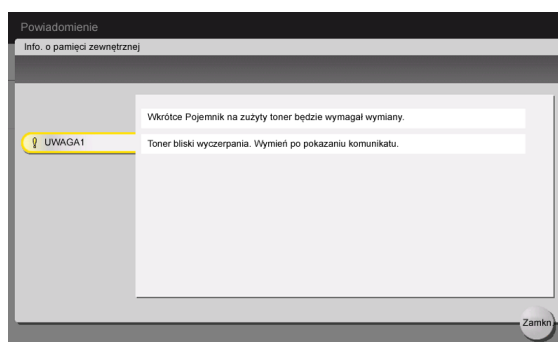 Powiadomienie
Info. o pamięci zewnętrznej
Wkrótce Pojemnik na zużyty toner będzie wymagał wymiany.
UWAGA1
Toner bliski wyczerpania. Wymień po pokazaniu komunikatu.
Zamkn.